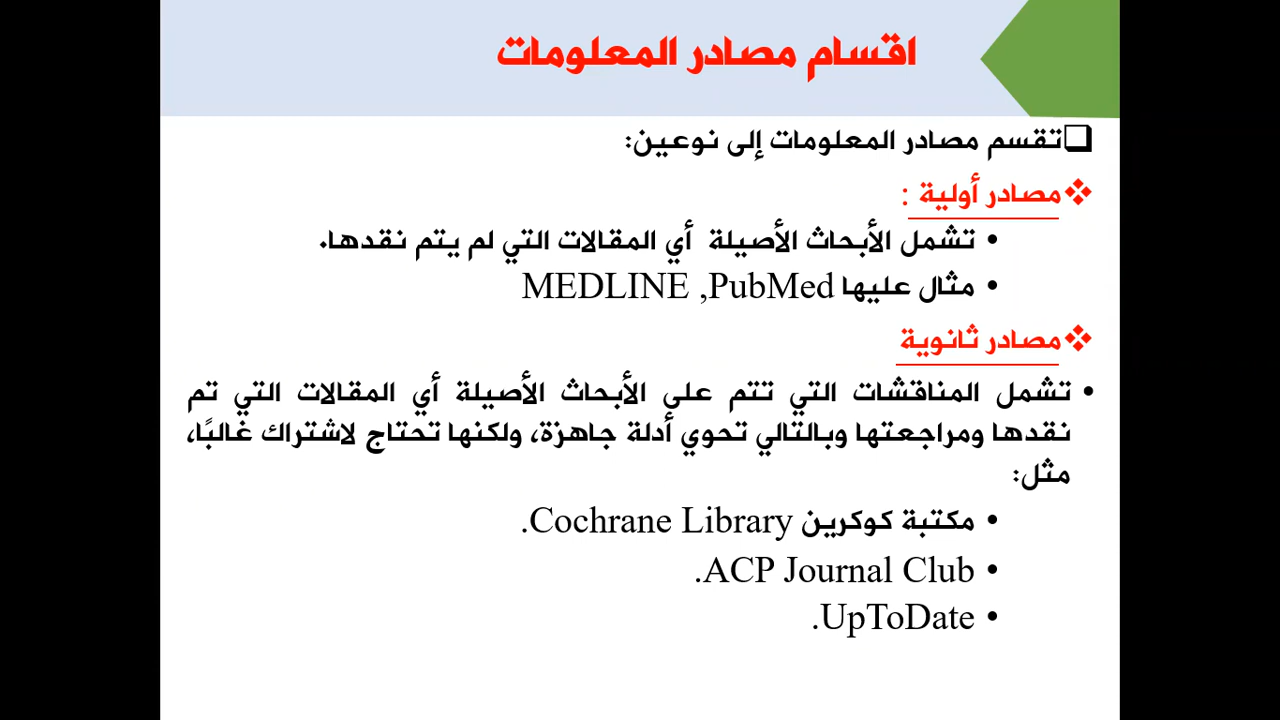 اقسام مصادر المعلومات
تقسم مصادر المعلومات إلى نوعين:
مصادر أولية :
• تشمل الأبحاث الأصيلة أي المقالات التي لم يتم نقدها.
• مثال عليها MEDLINE ,PubMed
مصادر ثانوية
• تشمل المناقشات التي تتم على الأبحاث الأصيلة أي المقالات التي تم
نقدها ومراجعتها وبالتالي تحوي أدلة جاهزة، ولكنها تحتاج لاشتراك غالبًا،
مثل:
• مكتبة كوكرين Cochrane Library.
• ACP Journal Club.
• UpToDate.